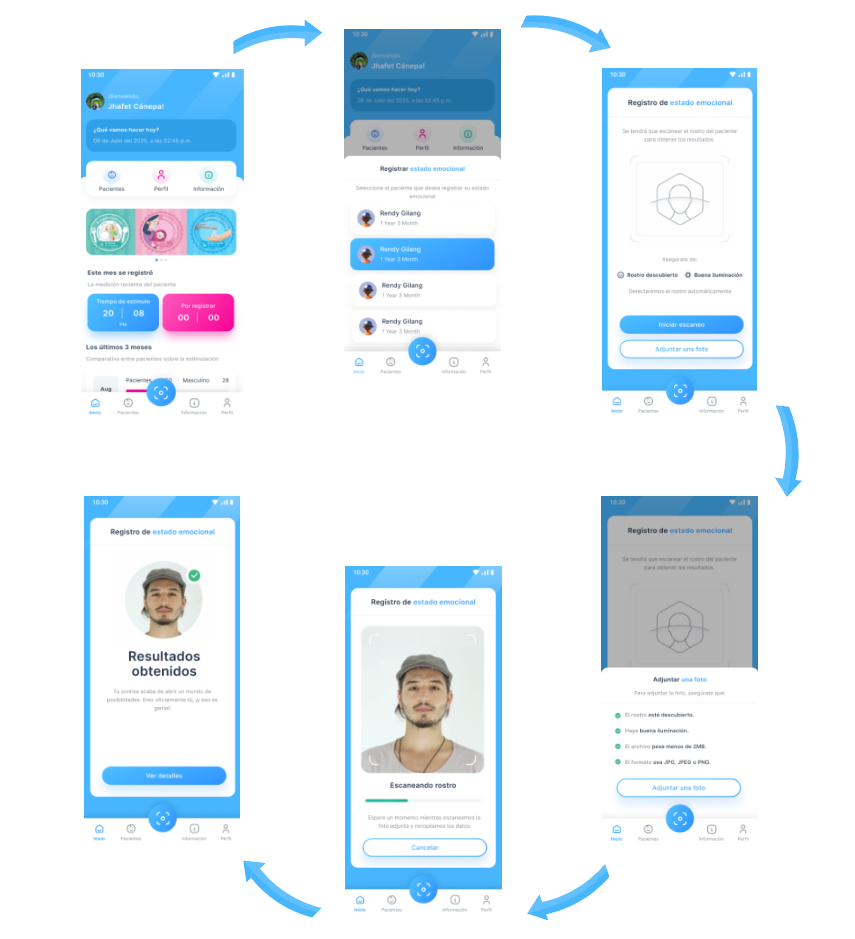 10:30
¡Bienvenido,
Jhafet Cánepa!
¿Qué vamos hacer hoy?
06 de Julio del 2025, a las 02:45 p.m.
Pacientes
Perfil
Información
Este mes se registró
La medición reciente del paciente
Tiempo de estímulo
20
08
PM
Por registrar
00
00
Los últimos 3 meses
Comparativa entre pacientes sobre la estimulación
Aug
Pacientes
Masculino
28
Inicio
Pacientes
Información
Perfil
10:30
¡Bienvenido,
Jhafet Cánepa!
¿Qué vamos hacer hoy?
06 de Julio del 2025, a las 02:45 p.m.
Pacientes
Perfil
Información
Registrar estado emocional
Seleccione al paciente que desea registrar su estado
emocional
Rendy Gilang
1 Year 3 Month
Rendy Gilang
1 Year 3 Month
Rendy Gilang
1 Year 3 Month
Rendy Gilang
1 Year 3 Month
Inicio
Pacientes
Información
Perfil
10:30
Registro de estado emocional
Se tendrá que escanear el rostro del paciente
para obtener los resultados.
Asegúrate de:
Rostro descubierto
Buena iluminación
Detectaremos el rostro automáticamente
Iniciar escaneo
Adjuntar una foto
Inicio
Pacientes
Información
Perfil
10:30
Registro de estado emocional
Se tendrá que escanear el rostro del paciente
para obtener los resultados.
Adjuntar una foto
Para adjuntar la foto, asegúrate que:
El rostro esté descubierto.
Haya buena iluminación.
El archivo pese menos de 2MB.
El formato sea JPG, JPEG o PNG.
Adjuntar una foto
Inicio
Pacientes
Información
Perfil
10:30
Registro de estado emocional
Escaneando rostro
Espere un momento mientras escaneamos la
foto adjunta y recopilamos los datos
Cancelar
Inicio
Pacientes
Información
Perfil
10:30
Registro de estado emocional
Resultados
obtenidos
Tu sonrisa acaba de abrir un mundo de
posibilidades. Eres oficialmente tú, ¡y eso es
genial!
Ver detalles
Inicio
Pacientes
Información
Perfil